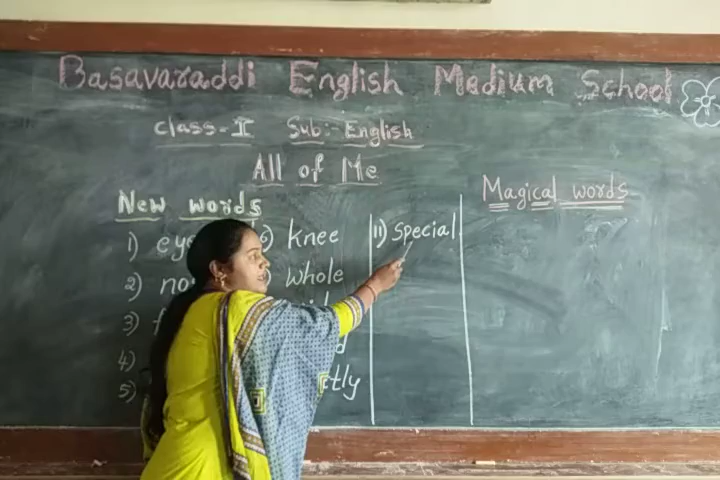 Basavaraddi English Medium School
class-II Sub:- English
All of Me
New words
Magical words
1)
6) knee
11) special
2)
whole
3)
4)
5)